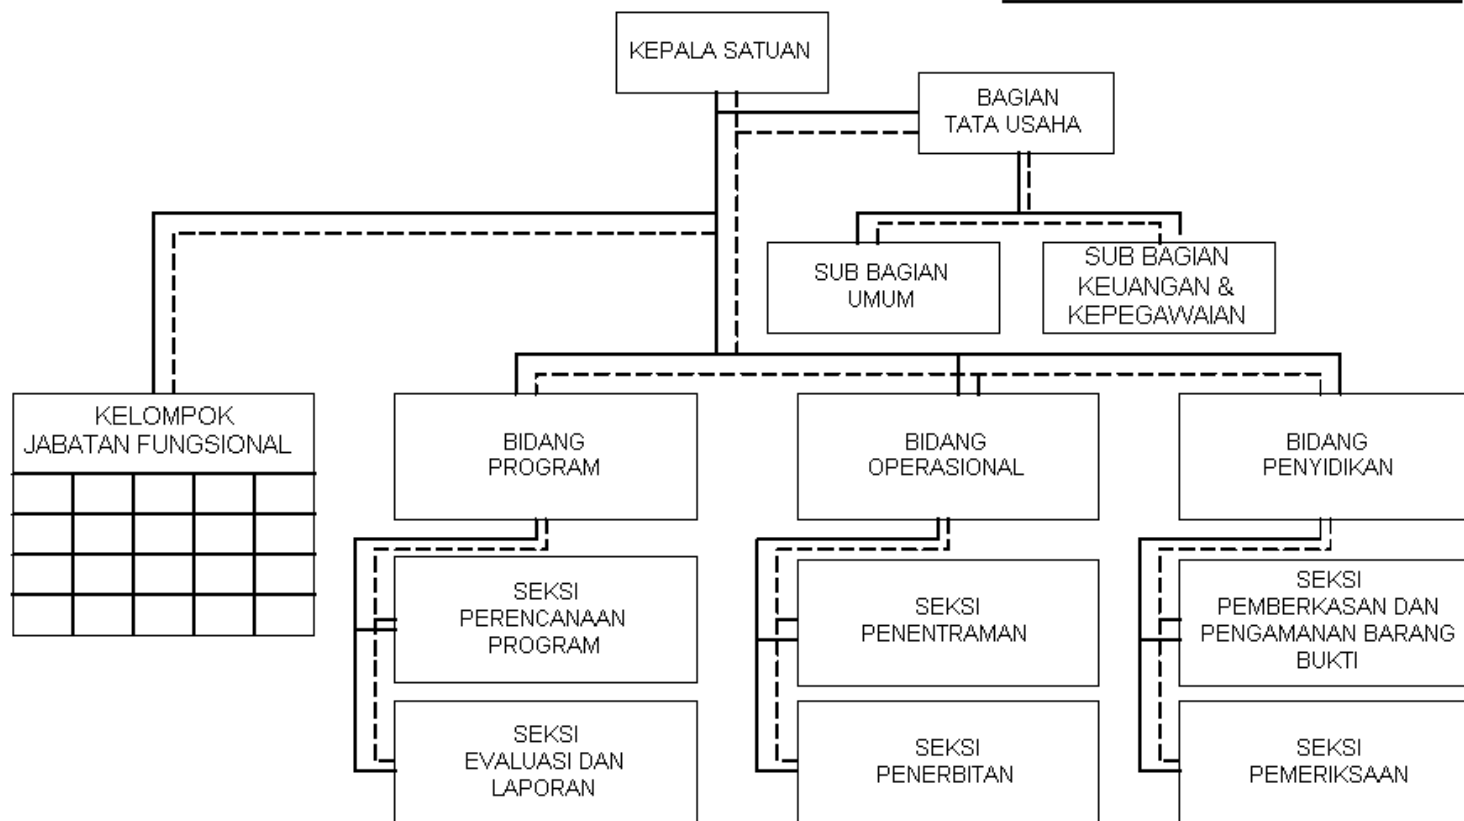 KEPALA SATUAN
BAGIAN
TATA USAHA
SUB BAGIAN
UMUM
SUB BAGIAN
KEUANGAN &
KEPEGAWAIAN
KELOMPOK
JABATAN FUNGSIONAL
BIDANG
PROGRAM
BIDANG
OPERASIONAL
BIDANG
PENYIDIKAN
SEKSI
PERENCANAAN
PROGRAM
SEKSI
PENENTRAMAN
SEKSI
PEMBERKASAN DAN
PENGAMANAN BARANG
BUKTI
SEKSI
EVALUASI DAN
LAPORAN
SEKSI
PENERBITAN
SEKSI
PEMERIKSAAN